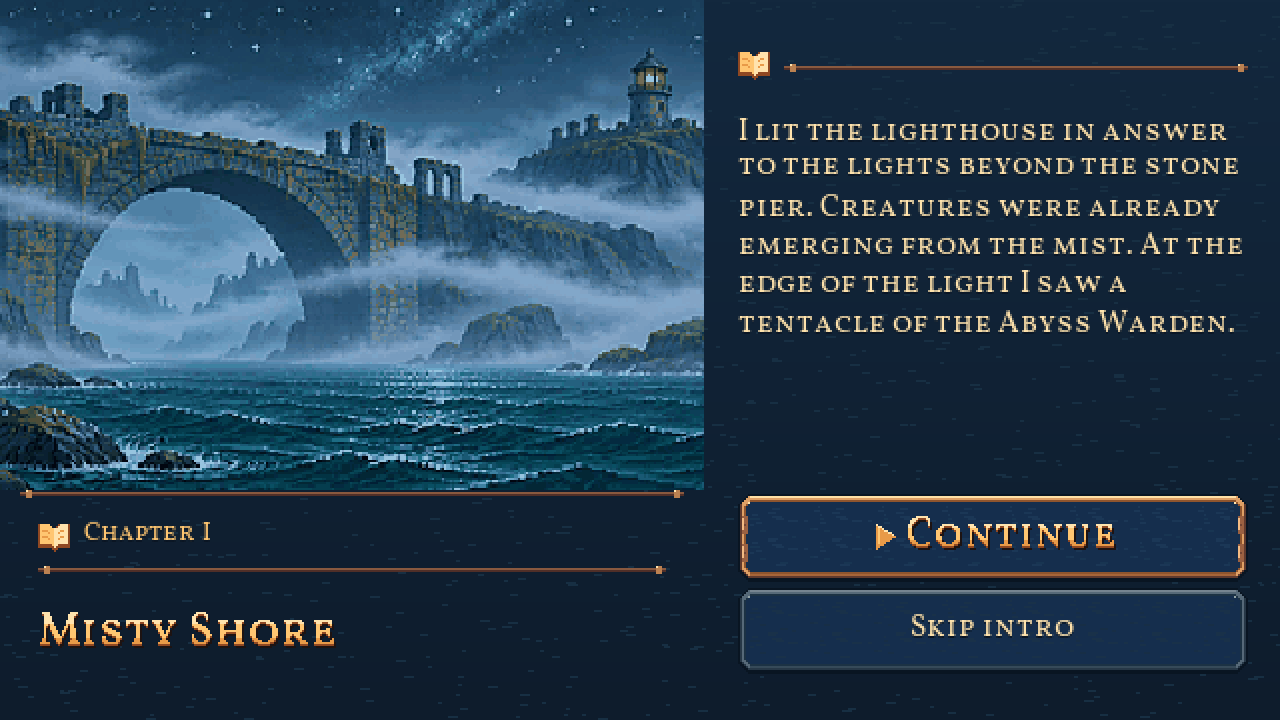 I lit the lighthouse in answer
to the lights beyond the stone
pier. Creatures were already
emerging from the mist. At the
edge of the light I saw a
tentacle of the Abyss Warden.
Chapter I
Misty Shore
Continue
Skip intro